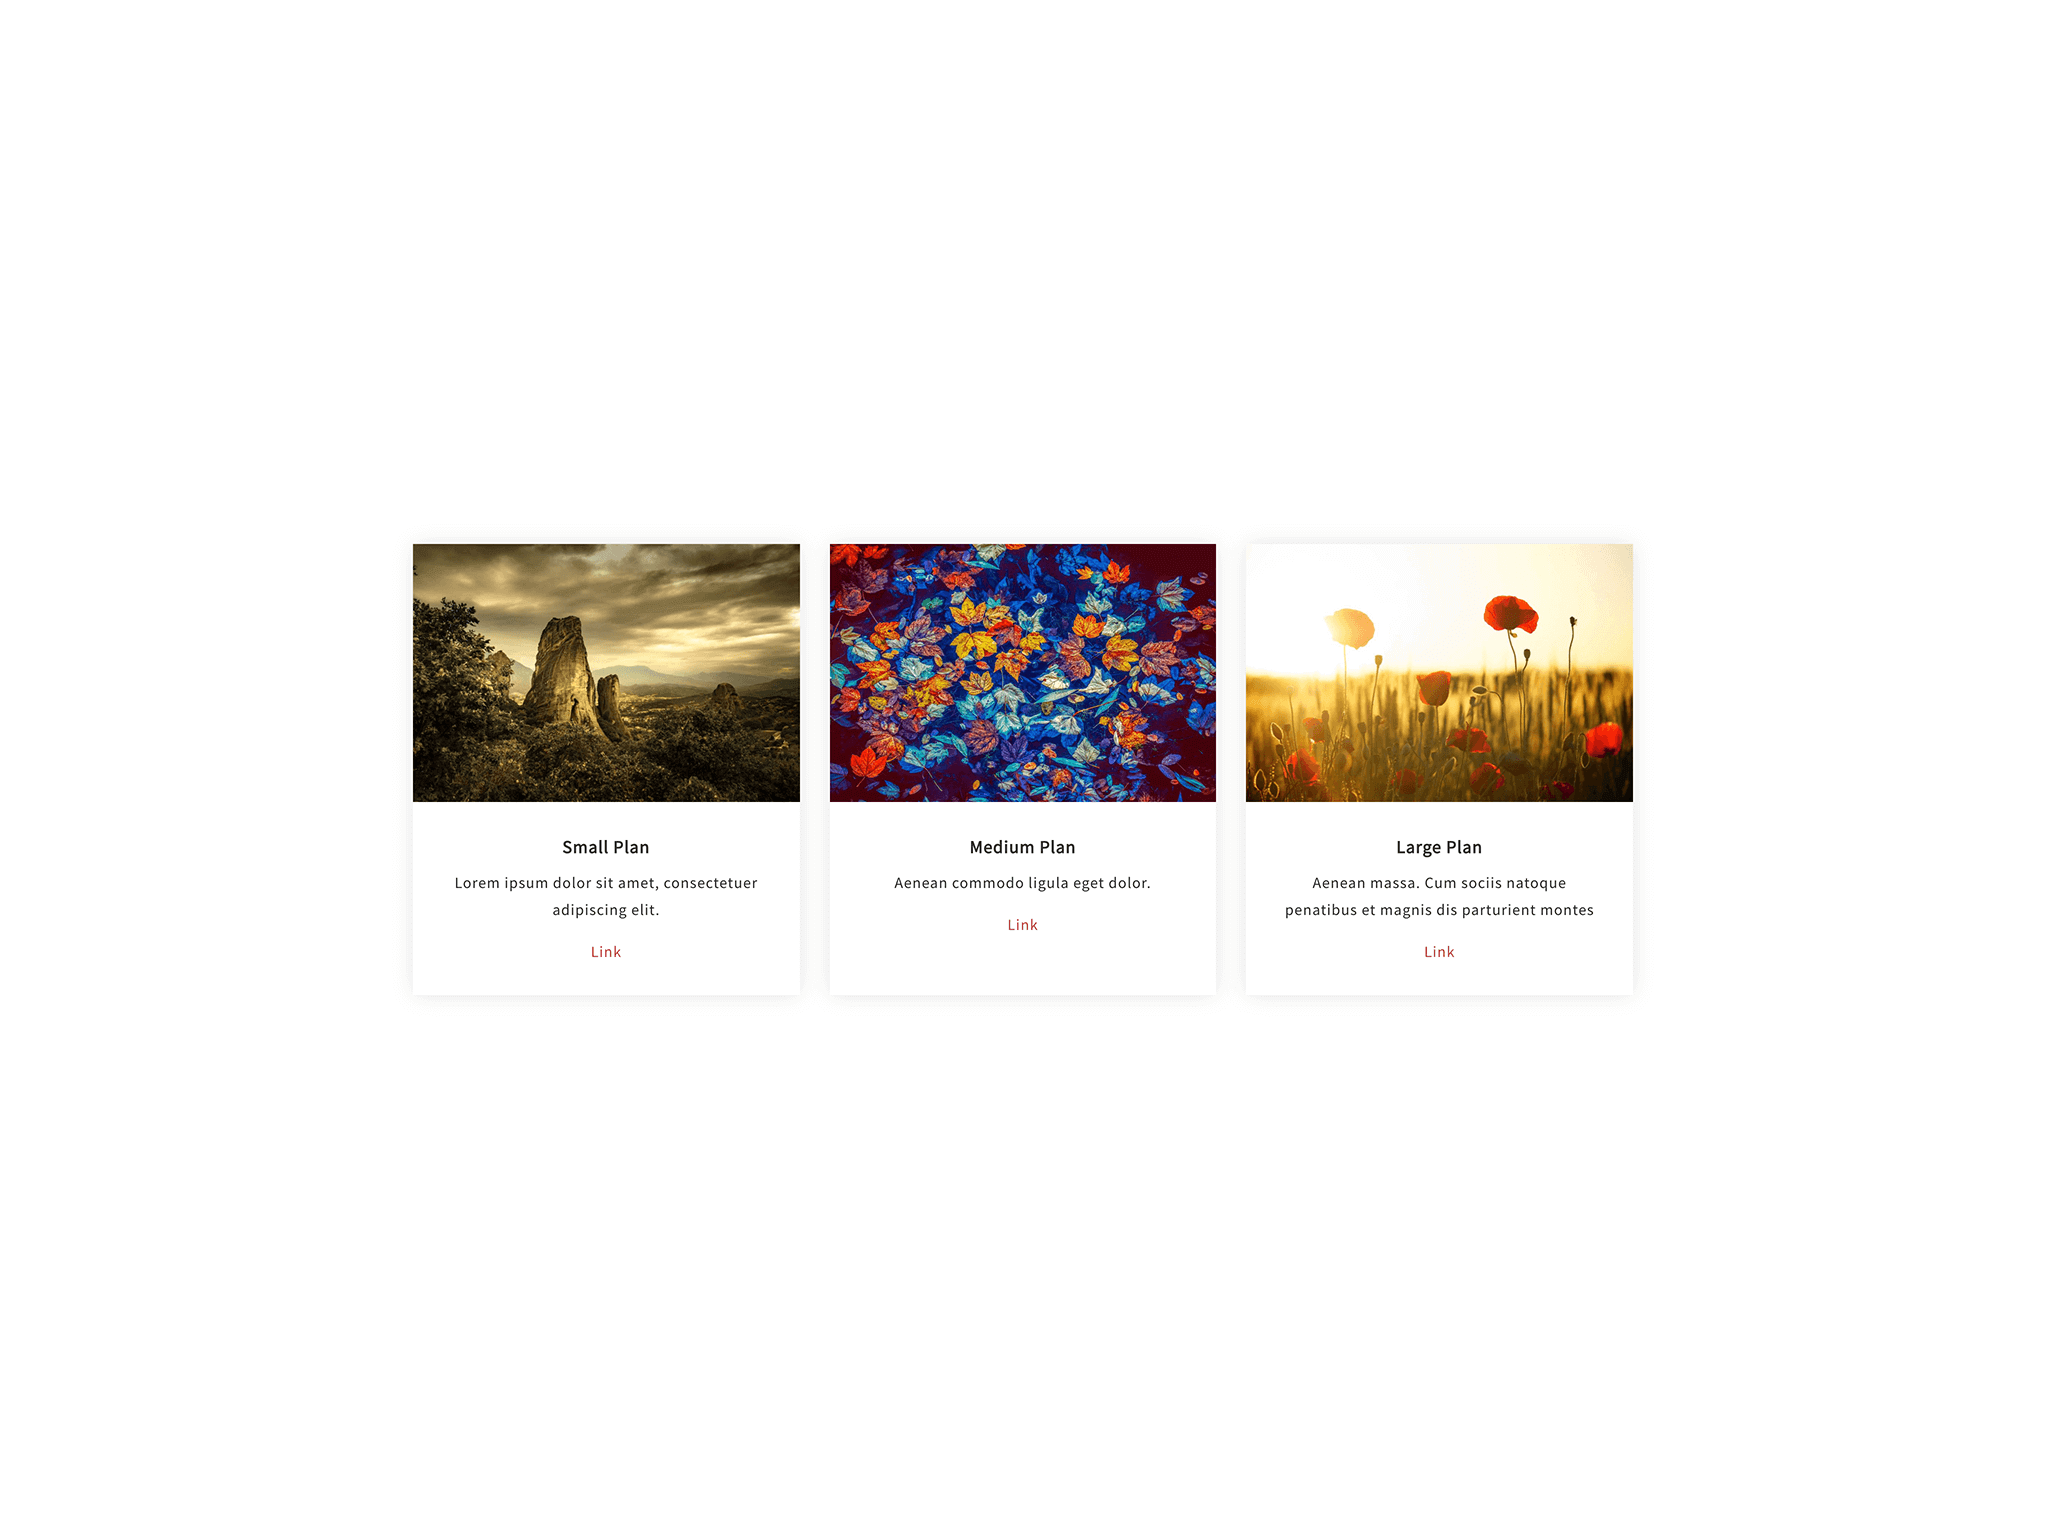 Small Plan
Lorem ipsum dolor sit amet, consectetuer
adipiscing elit.
Link
Medium Plan
Aenean commodo ligula eget dolor.
Link
Large Plan
Aenean massa. Cum sociis natoque
penatibus et magnis dis parturient montes
Link